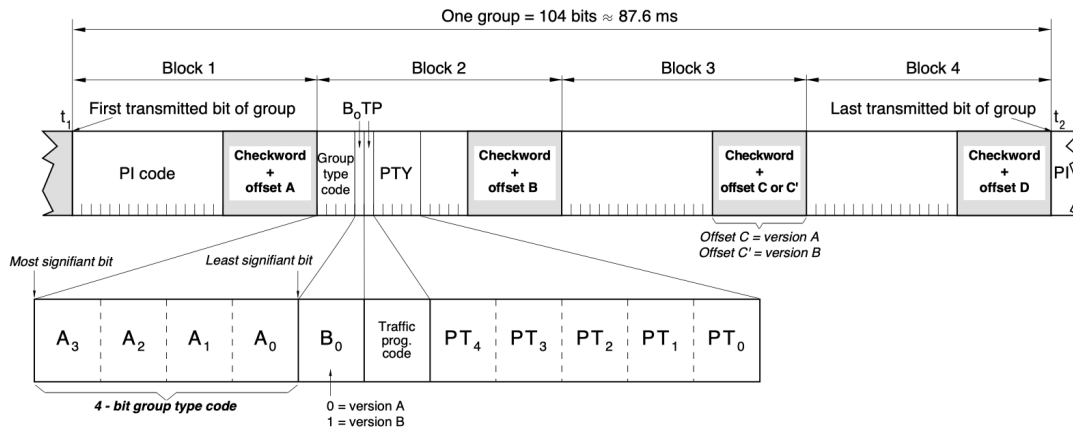 One group = 104 bits ≈ 87.6 ms
Block 1
Block 2
Block 3
Block 4
First transmitted bit of group
B₀TP
Last transmitted bit of group
t₁
t₂
PI code
Checkword
+
offset A
Group
type
code
PTY
Checkword
+
offset B
Checkword
+
offset C or C'
Checkword
+
offset D
PI
Offset C = version A
Offset C' = version B
Most signifiant bit
Least signifiant bit
A₃
A₂
A₁
A₀
B₀
Traffic
prog.
code
PT₄
PT₃
PT₂
PT₁
PT₀
4 - bit group type code
0 = version A
1 = version B